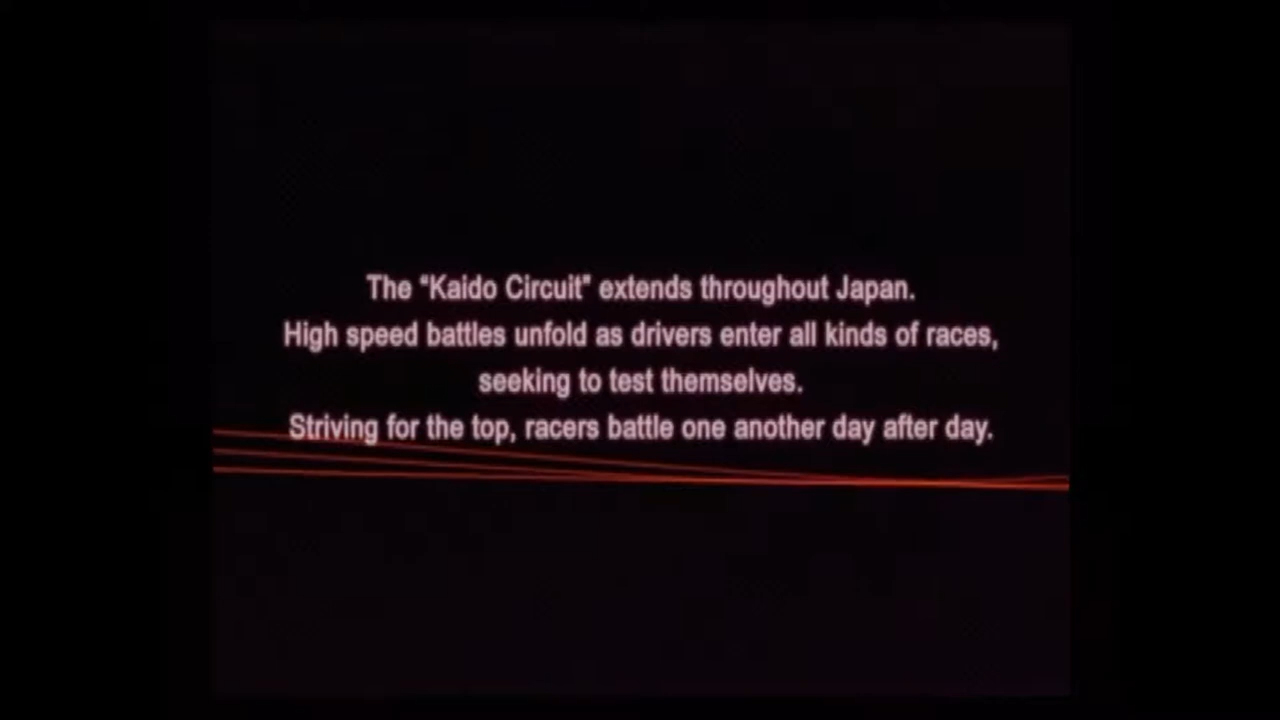 The “Kaido Circuit” extends throughout Japan.
High speed battles unfold as drivers enter all kinds of races,
seeking to test themselves.
Striving for the top, racers battle one another day after day.